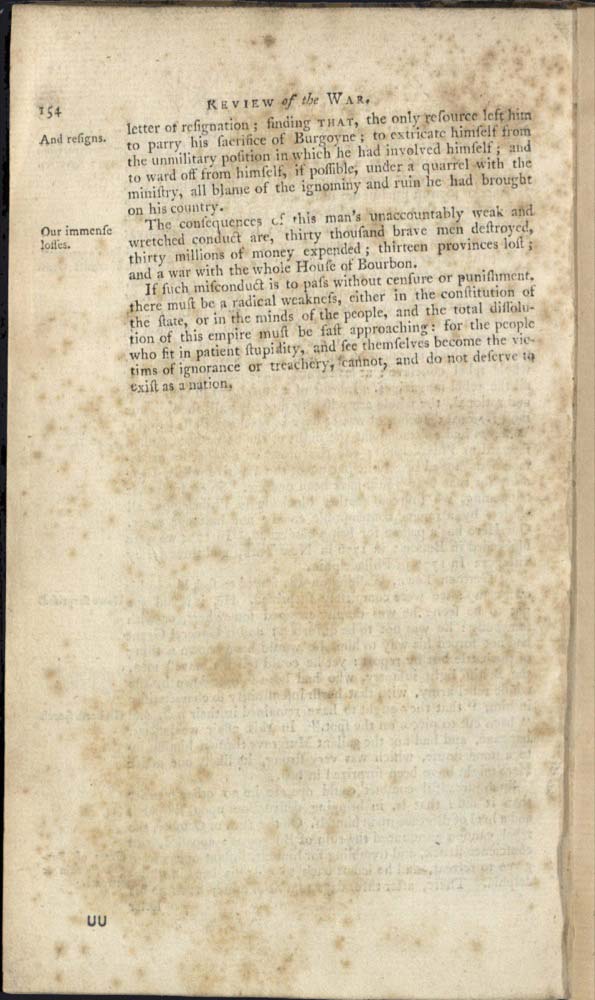 154
REVIEW of the WAR.
And resigns.
letter of resignation; finding THAT, the only resource left him
to parry his sacrifice of Burgoyne; to extricate himself from
the unmilitary position in which he had involved himself; and
to ward off from himself, if possible, under a quarrel with the
ministry, all blame of the ignominy and ruin he had brought
on his country.
Our immense
losses.
The consequences of this man's unaccountably weak and
wretched conduct are, thirty thousand brave men destroyed,
thirty millions of money expended; thirteen provinces lost;
and a war with the whole House of Bourbon.
If such misconduct is to pass without censure or punishment,
there must be a radical weakness, either in the constitution of
the state, or in the minds of the people, and the total dissolu-
tion of this empire must be fast approaching: for the people
who sit in patient stupidity, and see themselves become the vic-
tims of ignorance or treachery, cannot, and do not deserve to
exist as a nation.
UU